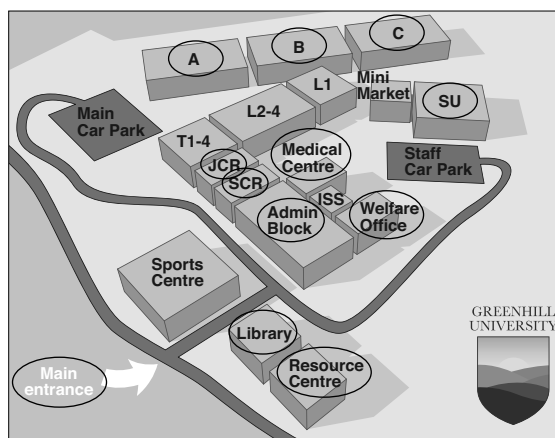 A
B
C
L1
Mini
Market
SU
Main
Car Park
L2-4
T1-4
JCR
SCR
Medical
Centre
Staff
Car Park
ISS
Admin
Block
Welfare
Office
Sports
Centre
Library
Resource
Centre
Main
entrance
GREENHILL
UNIVERSITY